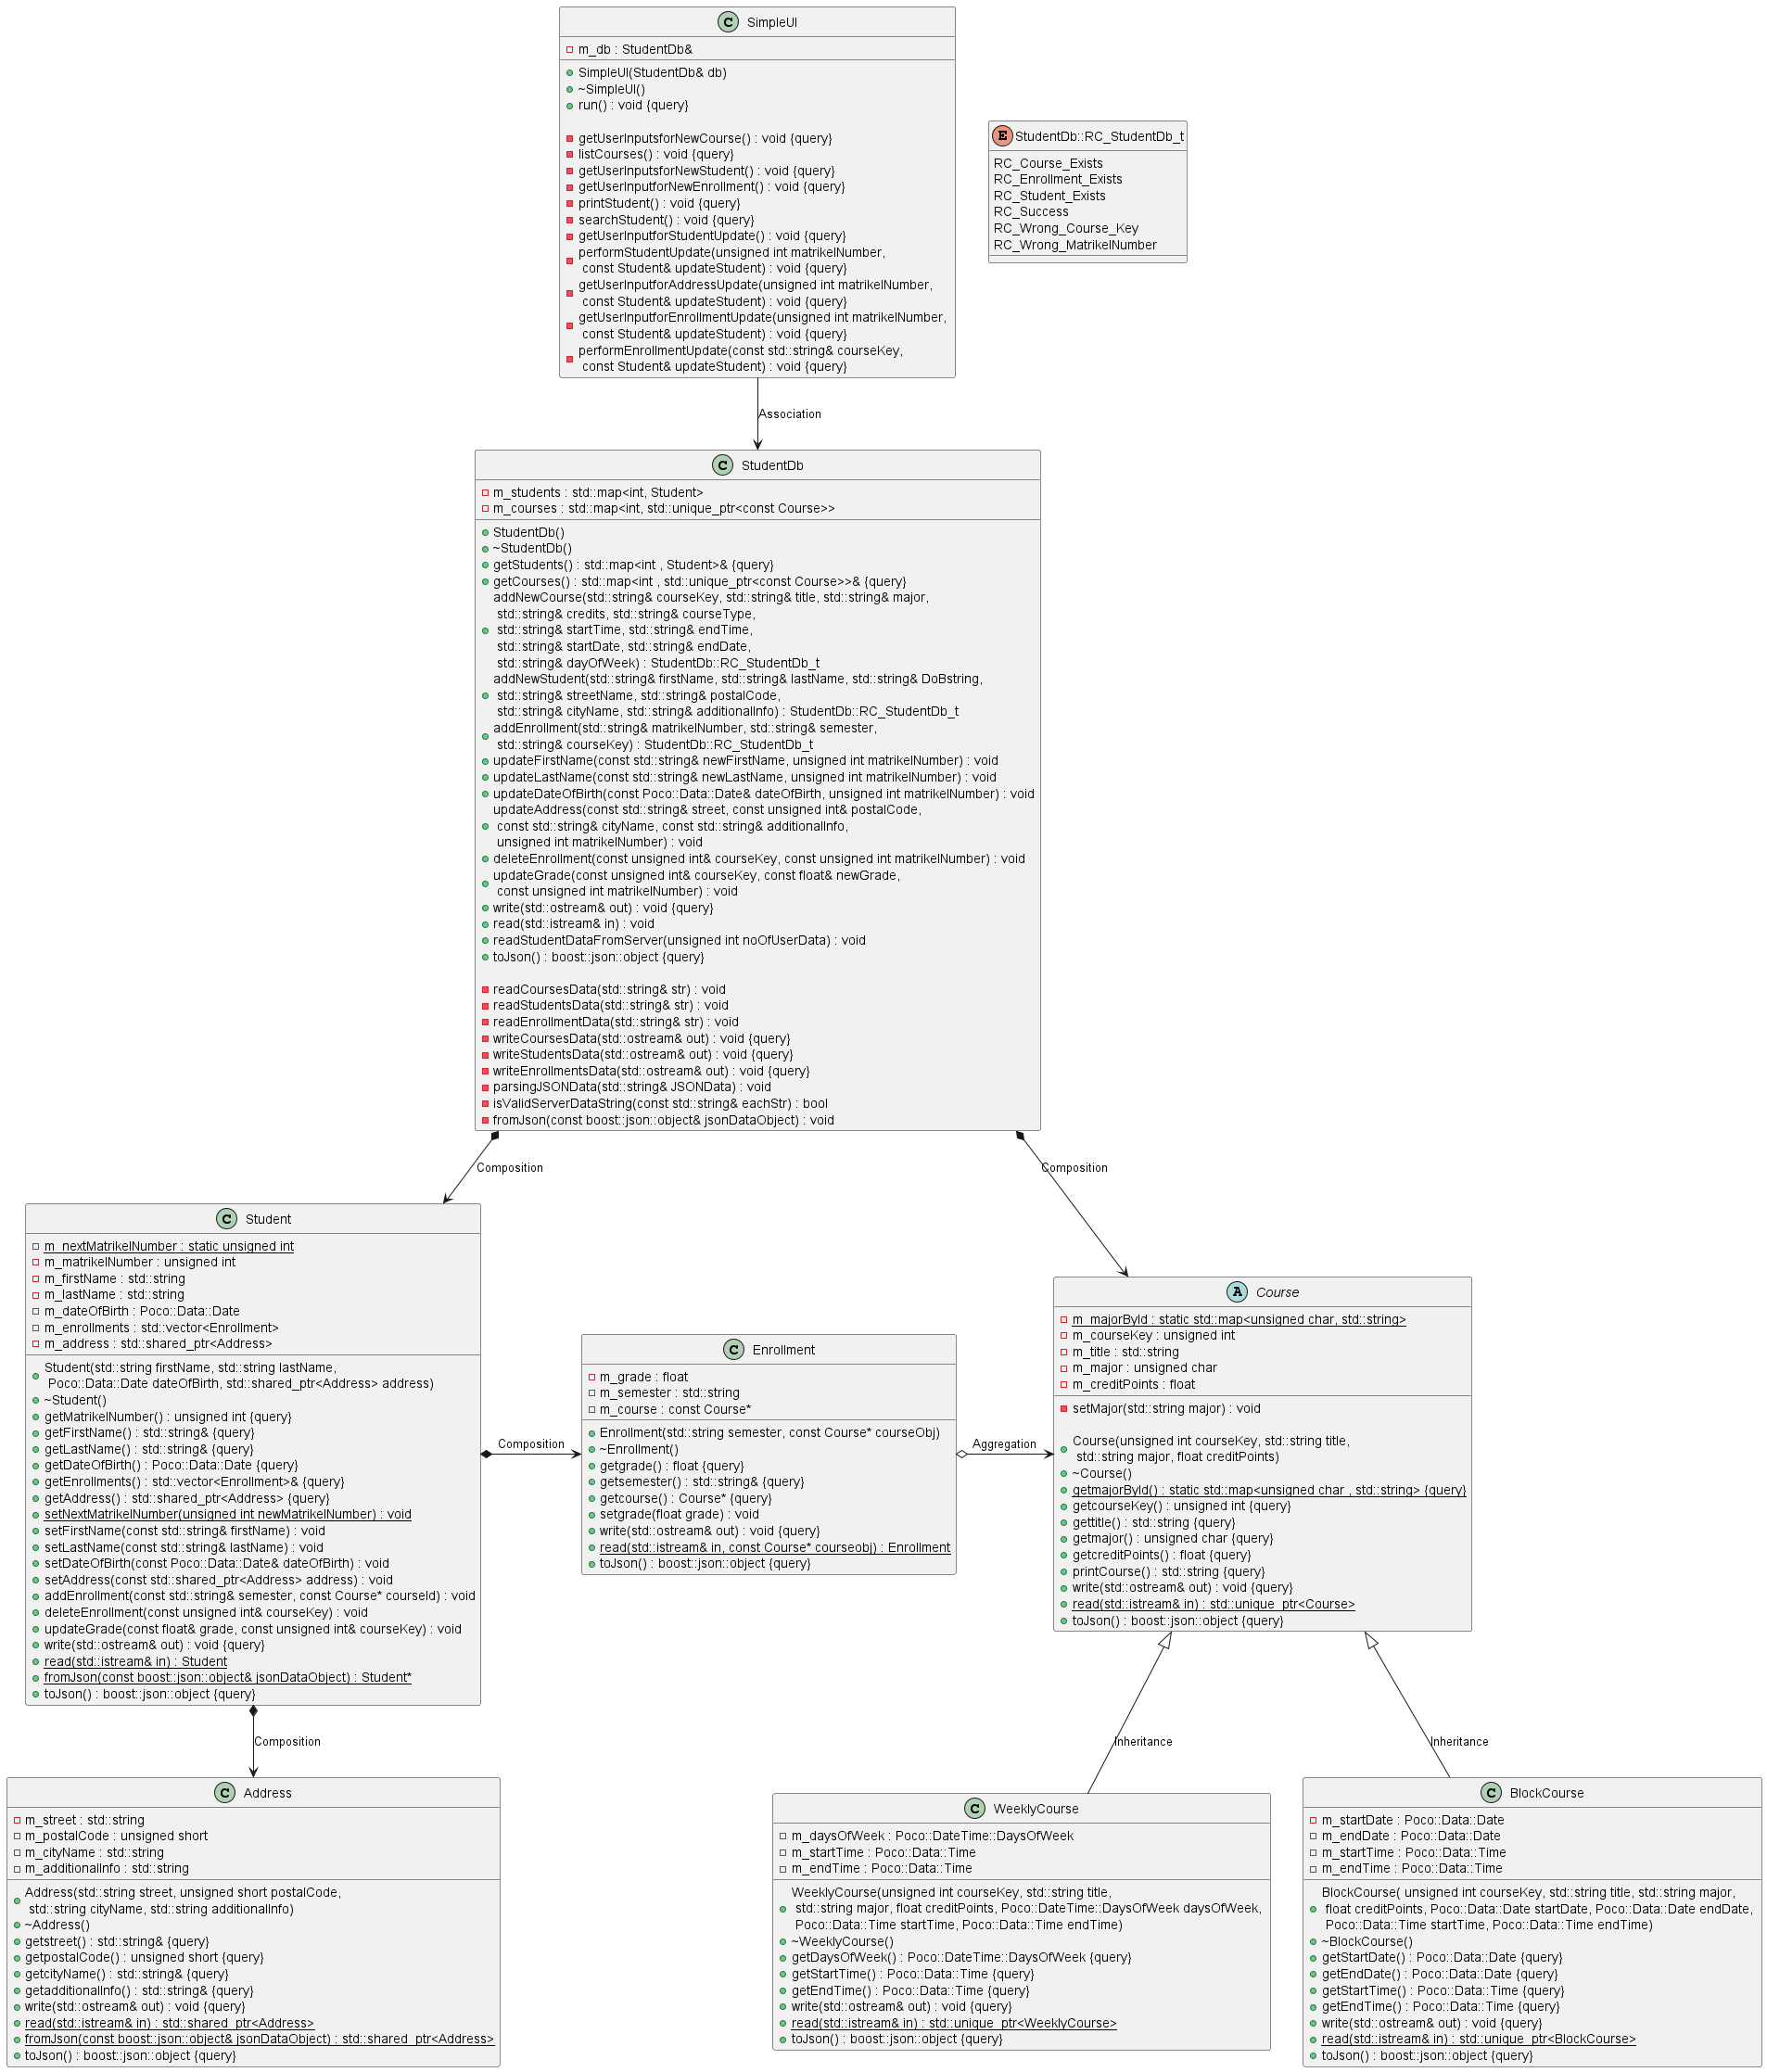 C SimpleUI
m_db : StudentDb&
SimpleUI(StudentDb& db)
~SimpleUI()
run() : void {query}
getUserInputsforNewCourse() : void {query}
listCourses() : void {query}
getUserInputsforNewStudent() : void {query}
getUserInputforNewEnrollment() : void {query}
printStudent() : void {query}
searchStudent() : void {query}
getUserInputforStudentUpdate() : void {query}
performStudentUpdate(unsigned int matrikelNumber,
const Student& updateStudent) : void {query}
getUserInputforAddressUpdate(unsigned int matrikelNumber,
const Student& updateStudent) : void {query}
getUserInputforEnrollmentUpdate(unsigned int matrikelNumber,
const Student& updateStudent) : void {query}
performEnrollmentUpdate(const std::string& courseKey,
const Student& updateStudent) : void {query}
E StudentDb::RC_StudentDb_t
RC_Course_Exists
RC_Enrollment_Exists
RC_Student_Exists
RC_Success
RC_Wrong_Course_Key
RC_Wrong_MatrikelNumber
Association
C StudentDb
m_students : std::map<int, Student>
m_courses : std::map<int, std::unique_ptr<const Course>>
StudentDb()
~StudentDb()
getStudents() : std::map<int , Student>& {query}
getCourses() : std::map<int , std::unique_ptr<const Course>>& {query}
addNewCourse(std::string& courseKey, std::string& title, std::string& major,
std::string& credits, std::string& courseType,
std::string& startTime, std::string& endTime,
std::string& startDate, std::string& endDate,
std::string& dayOfWeek) : StudentDb::RC_StudentDb_t
addNewStudent(std::string& firstName, std::string& lastName, std::string& DoBstring,
std::string& streetName, std::string& postalCode,
std::string& cityName, std::string& additionalInfo) : StudentDb::RC_StudentDb_t
addEnrollment(std::string& matrikelNumber, std::string& semester,
std::string& courseKey) : StudentDb::RC_StudentDb_t
updateFirstName(const std::string& newFirstName, unsigned int matrikelNumber) : void
updateLastName(const std::string& newLastName, unsigned int matrikelNumber) : void
updateDateOfBirth(const Poco::Data::Date& dateOfBirth, unsigned int matrikelNumber) : void
updateAddress(const std::string& street, const unsigned int& postalCode,
const std::string& cityName, const std::string& additionalInfo,
unsigned int matrikelNumber) : void
deleteEnrollment(const unsigned int& courseKey, const unsigned int matrikelNumber) : void
updateGrade(const unsigned int& courseKey, const float& newGrade,
const unsigned int matrikelNumber) : void
write(std::ostream& out) : void {query}
read(std::istream& in) : void
readStudentDataFromServer(unsigned int noOfUserData) : void
toJson() : boost::json::object {query}
readCoursesData(std::string& str) : void
readStudentsData(std::string& str) : void
readEnrollmentData(std::string& str) : void
writeCoursesData(std::ostream& out) : void {query}
writeStudentsData(std::ostream& out) : void {query}
writeEnrollmentsData(std::ostream& out) : void {query}
parsingJSONData(std::string& JSONData) : void
isValidServerDataString(const std::string& eachStr) : bool
fromJson(const boost::json::object& jsonDataObject) : void
Composition
Composition
C Student
m_nextMatrikelNumber : static unsigned int
m_matrikelNumber : unsigned int
m_firstName : std::string
m_lastName : std::string
m_dateOfBirth : Poco::Data::Date
m_enrollments : std::vector<Enrollment>
m_address : std::shared_ptr<Address>
Student(std::string firstName, std::string lastName,
Poco::Data::Date dateOfBirth, std::shared_ptr<Address> address)
~Student()
getMatrikelNumber() : unsigned int {query}
getFirstName() : std::string& {query}
getLastName() : std::string& {query}
getDateOfBirth() : Poco::Data::Date {query}
getEnrollments() : std::vector<Enrollment>& {query}
getAddress() : std::shared_ptr<Address> {query}
setNextMatrikelNumber(unsigned int newMatrikelNumber) : void
setFirstName(const std::string& firstName) : void
setLastName(const std::string& lastName) : void
setDateOfBirth(const Poco::Data::Date& dateOfBirth) : void
setAddress(const std::shared_ptr<Address> address) : void
addEnrollment(const std::string& semester, const Course* courseId) : void
deleteEnrollment(const unsigned int& courseKey) : void
updateGrade(const float& grade, const unsigned int& courseKey) : void
write(std::ostream& out) : void {query}
read(std::istream& in) : Student
fromJson(const boost::json::object& jsonDataObject) : Student*
toJson() : boost::json::object {query}
Composition
C Enrollment
m_grade : float
m_semester : std::string
m_course : const Course*
Enrollment(std::string semester, const Course* courseObj)
~Enrollment()
getgrade() : float {query}
getsemester() : std::string& {query}
getcourse() : Course* {query}
setgrade(float grade) : void
write(std::ostream& out) : void {query}
read(std::istream& in, const Course* courseobj) : Enrollment
toJson() : boost::json::object {query}
Aggregation
A Course
m_majorById : static std::map<unsigned char, std::string>
m_courseKey : unsigned int
m_title : std::string
m_major : unsigned char
m_creditPoints : float
setMajor(std::string major) : void
Course(unsigned int courseKey, std::string title,
std::string major, float creditPoints)
~Course()
getmajorById() : static std::map<unsigned char , std::string> {query}
getcourseKey() : unsigned int {query}
gettitle() : std::string {query}
getmajor() : unsigned char {query}
getcreditPoints() : float {query}
printCourse() : std::string {query}
write(std::ostream& out) : void {query}
read(std::istream& in) : std::unique_ptr<Course>
toJson() : boost::json::object {query}
Composition
Inheritance
Inheritance
C Address
m_street : std::string
m_postalCode : unsigned short
m_cityName : std::string
m_additionalInfo : std::string
Address(std::string street, unsigned short postalCode,
std::string cityName, std::string additionalInfo)
~Address()
getstreet() : std::string& {query}
getpostalCode() : unsigned short {query}
getcityName() : std::string& {query}
getadditionalInfo() : std::string& {query}
write(std::ostream& out) : void {query}
read(std::istream& in) : std::shared_ptr<Address>
fromJson(const boost::json::object& jsonDataObject) : std::shared_ptr<Address>
toJson() : boost::json::object {query}
C WeeklyCourse
m_daysOfWeek : Poco::DateTime::DaysOfWeek
m_startTime : Poco::Data::Time
m_endTime : Poco::Data::Time
WeeklyCourse(unsigned int courseKey, std::string title,
std::string major, float creditPoints, Poco::DateTime::DaysOfWeek daysOfWeek,
Poco::Data::Time startTime, Poco::Data::Time endTime)
~WeeklyCourse()
getDaysOfWeek() : Poco::DateTime::DaysOfWeek {query}
getStartTime() : Poco::Data::Time {query}
getEndTime() : Poco::Data::Time {query}
write(std::ostream& out) : void {query}
read(std::istream& in) : std::unique_ptr<WeeklyCourse>
toJson() : boost::json::object {query}
C BlockCourse
m_startDate : Poco::Data::Date
m_endDate : Poco::Data::Date
m_startTime : Poco::Data::Time
m_endTime : Poco::Data::Time
BlockCourse( unsigned int courseKey, std::string title, std::string major,
float creditPoints, Poco::Data::Date startDate, Poco::Data::Date endDate,
Poco::Data::Time startTime, Poco::Data::Time endTime)
~BlockCourse()
getStartDate() : Poco::Data::Date {query}
getEndDate() : Poco::Data::Date {query}
getStartTime() : Poco::Data::Time {query}
getEndTime() : Poco::Data::Time {query}
write(std::ostream& out) : void {query}
read(std::istream& in) : std::unique_ptr<BlockCourse>
toJson() : boost::json::object {query}